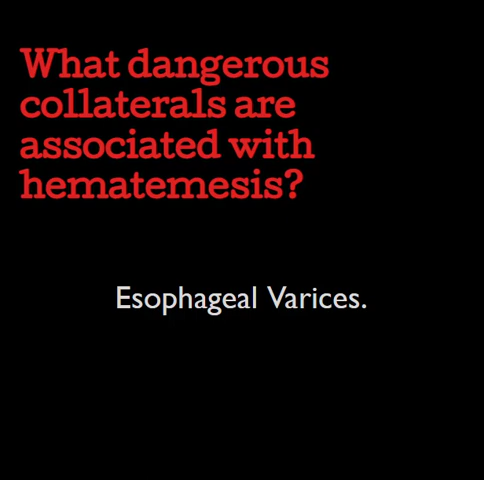 What dangerous
collaterals are
associated with
hematemesis?
Esophageal Varices.